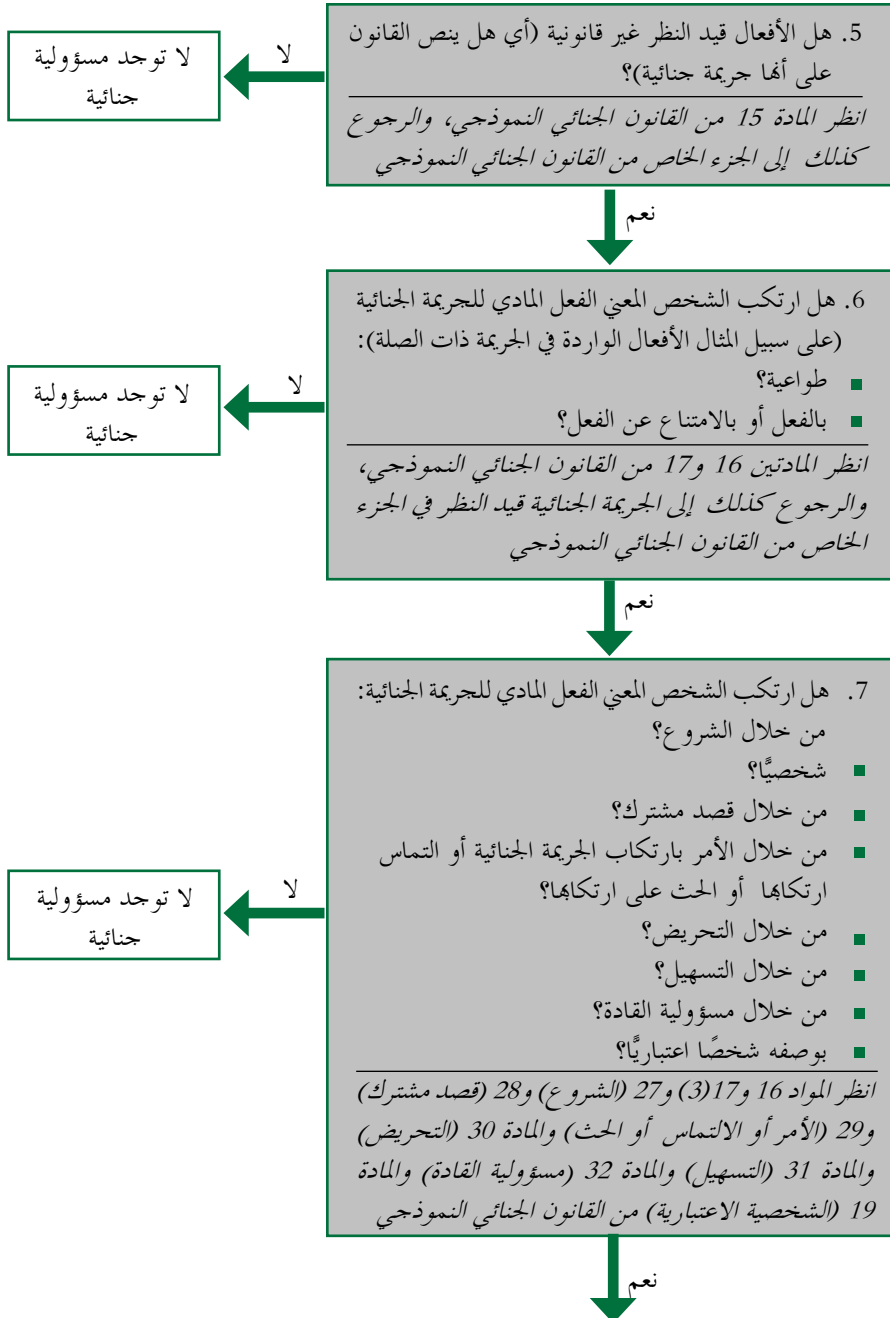 5. هل الأفعال قيد النظر غير قانونية (أي هل ينص القانون
على أنها جريمة جنائية)؟
انظر المادة 15 من القانون الجنائي النموذجي، والرجوع
كذلك إلى الجزء الخاص من القانون الجنائي النموذجي
لا
لا توجد مسؤولية
جنائية
نعم
6. هل ارتكب الشخص المعني الفعل المادي للجريمة الجنائية
(على سبيل المثال الأفعال الواردة في الجريمة ذات الصلة):
■ طواعية؟
■ بالفعل أو بالامتناع عن الفعل؟
انظر المادتين 16 و17 من القانون الجنائي النموذجي،
والرجوع كذلك إلى الجريمة الجنائية قيد النظر في الجزء
الخاص من القانون الجنائي النموذجي
لا
لا توجد مسؤولية
جنائية
نعم
7. هل ارتكب الشخص المعني الفعل المادي للجريمة الجنائية:
من خلال الشروع؟
■ شخصيًّا؟
■ من خلال قصد مشترك؟
■ من خلال الأمر بارتكاب الجريمة الجنائية أو التماس
ارتكابها أو الحث على ارتكابها؟
■ من خلال التحريض؟
■ من خلال التسهيل؟
■ من خلال مسؤولية القادة؟
■ بوصفه شخصًا اعتباريًّا؟
انظر المواد 16 و17(3) و27 (الشروع) و28 (قصد مشترك)
و29 (الأمر أو الالتماس أو الحث) والمادة 30 (التحريض)
والمادة 31 (التسهيل) والمادة 32 (مسؤولية القادة) والمادة
19 (الشخصية الاعتبارية) من القانون الجنائي النموذجي
لا
لا توجد مسؤولية
جنائية
نعم